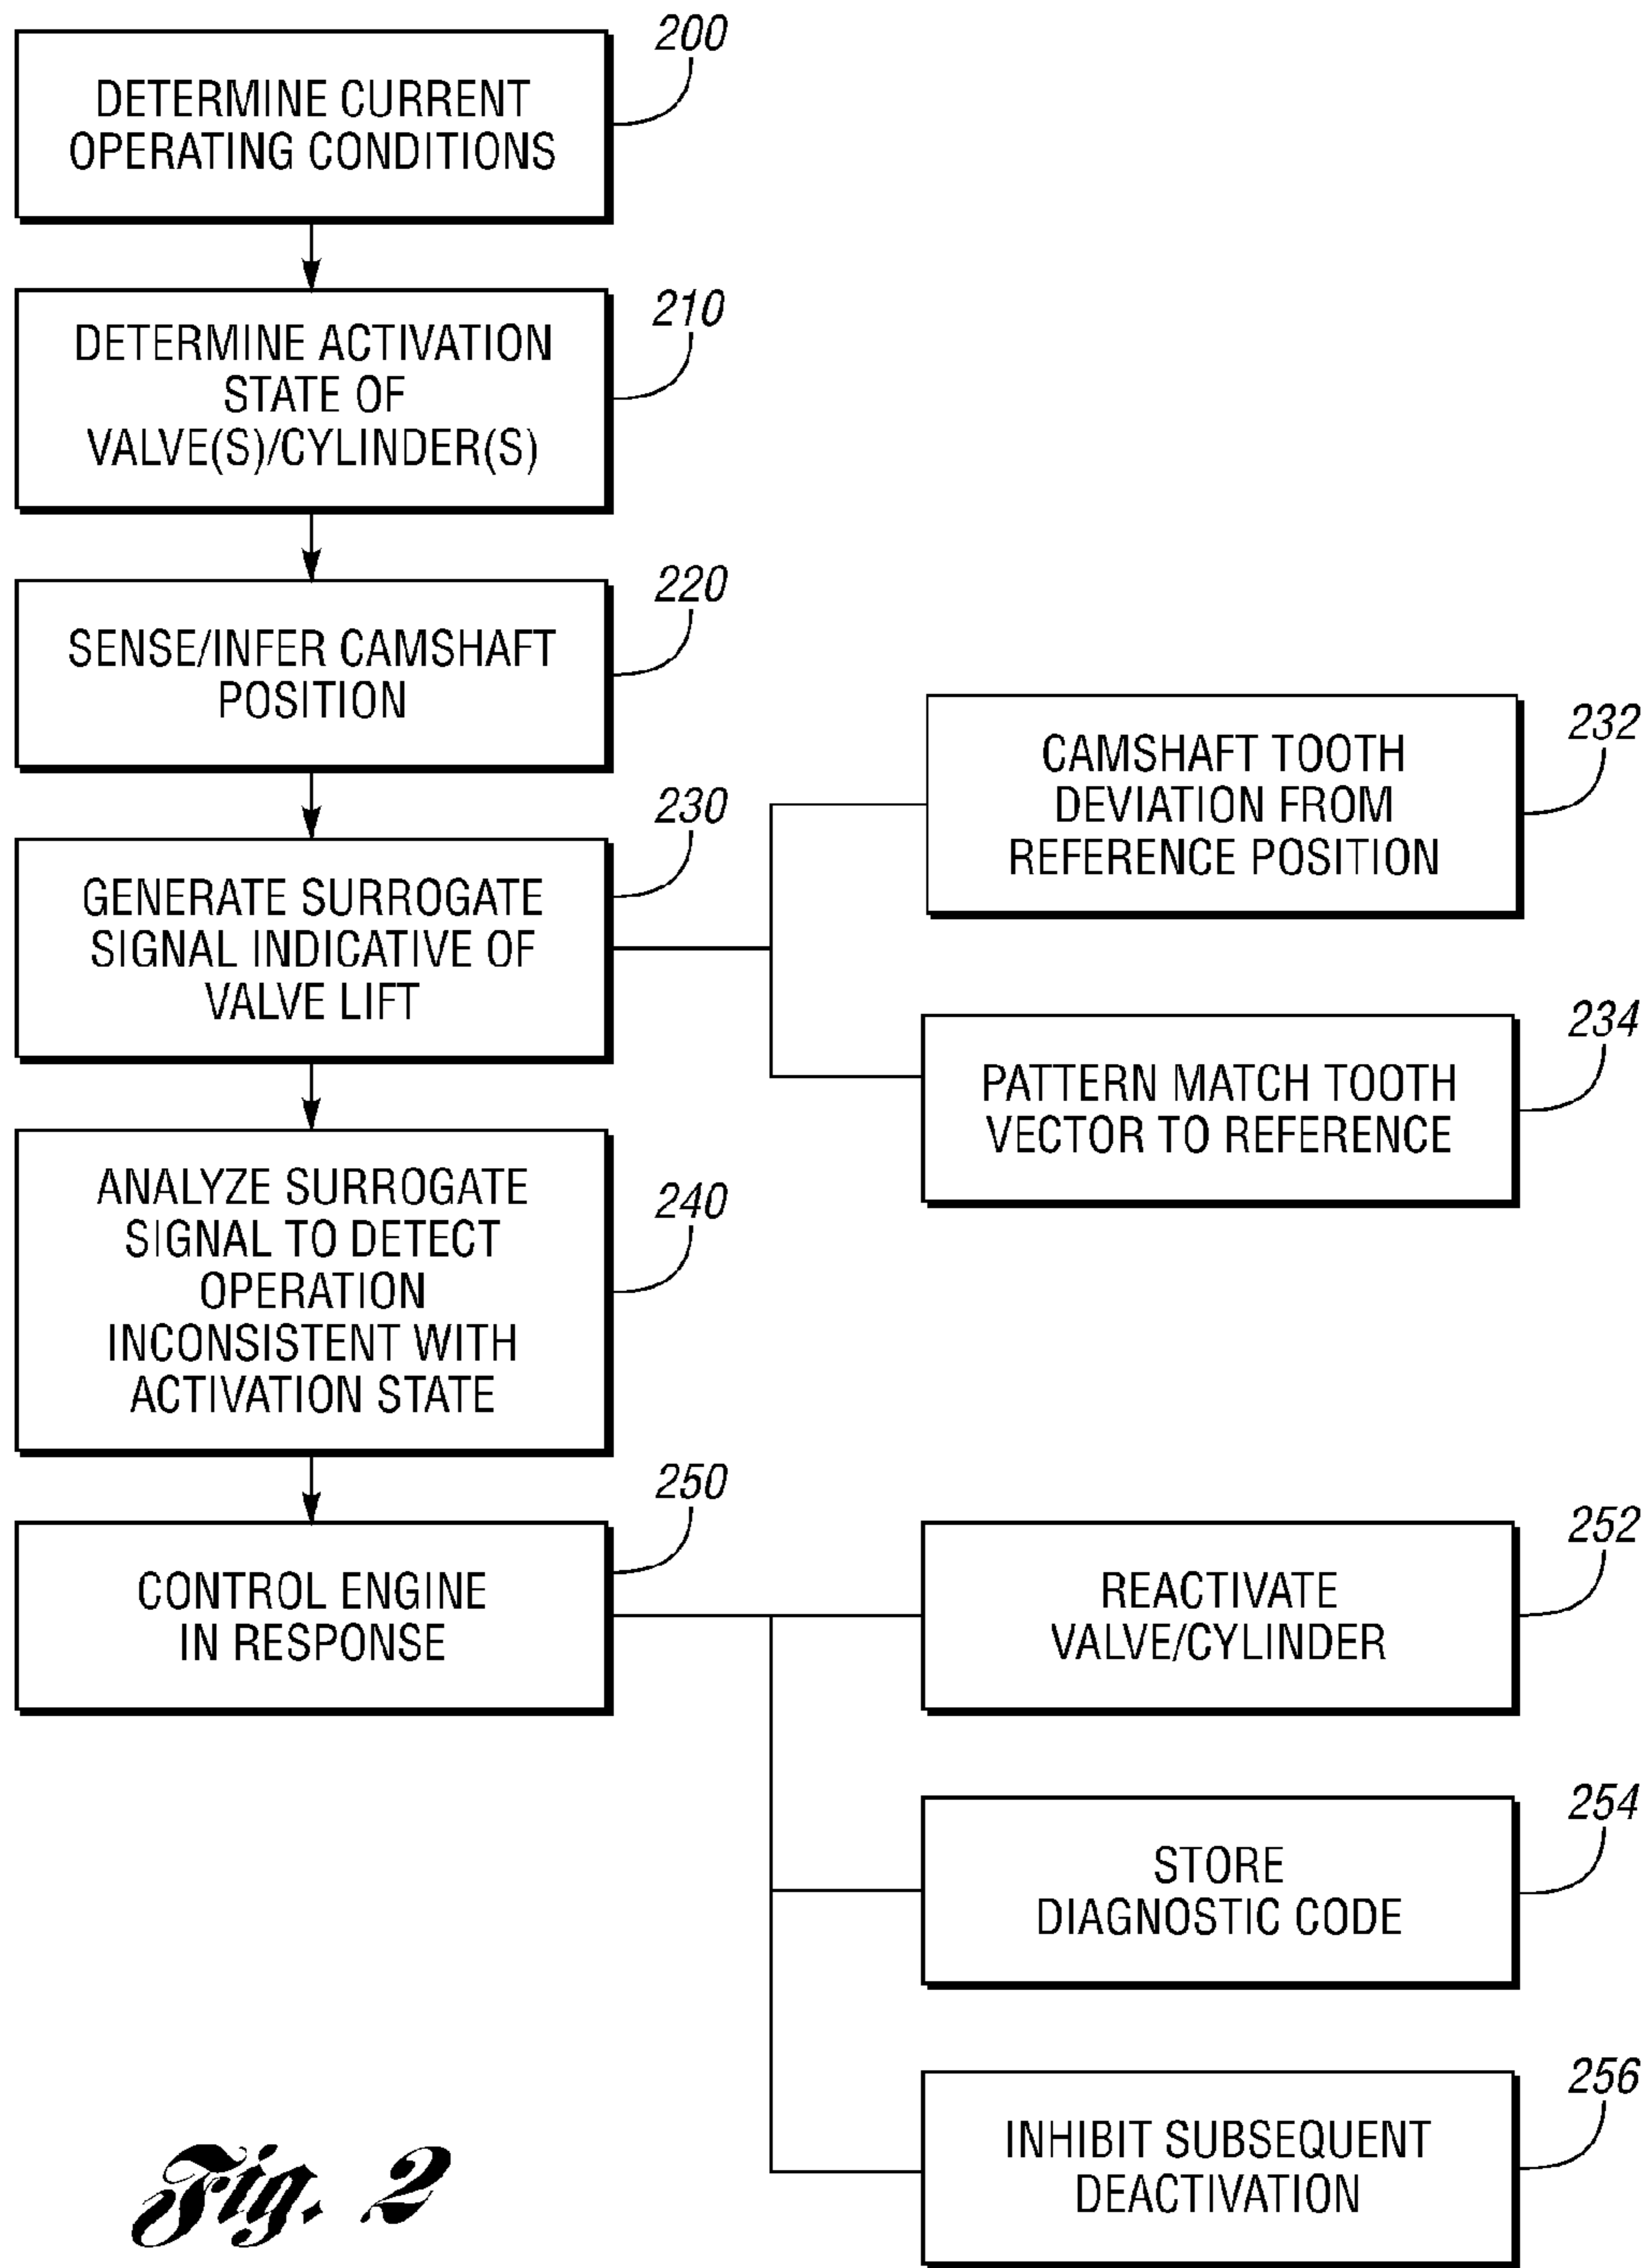 200
DETERMINE CURRENT
OPERATING CONDITIONS
210
DETERMINE ACTIVATION
STATE OF
VALVE(S)/CYLINDER(S)
220
SENSE/INFER CAMSHAFT
POSITION
230
GENERATE SURROGATE
SIGNAL INDICATIVE OF
VALVE LIFT
232
CAMSHAFT TOOTH
DEVIATION FROM
REFERENCE POSITION
234
PATTERN MATCH TOOTH
VECTOR TO REFERENCE
240
ANALYZE SURROGATE
SIGNAL TO DETECT
OPERATION
INCONSISTENT WITH
ACTIVATION STATE
250
CONTROL ENGINE
IN RESPONSE
252
REACTIVATE
VALVE/CYLINDER
254
STORE
DIAGNOSTIC CODE
256
INHIBIT SUBSEQUENT
DEACTIVATION
Fig. 2